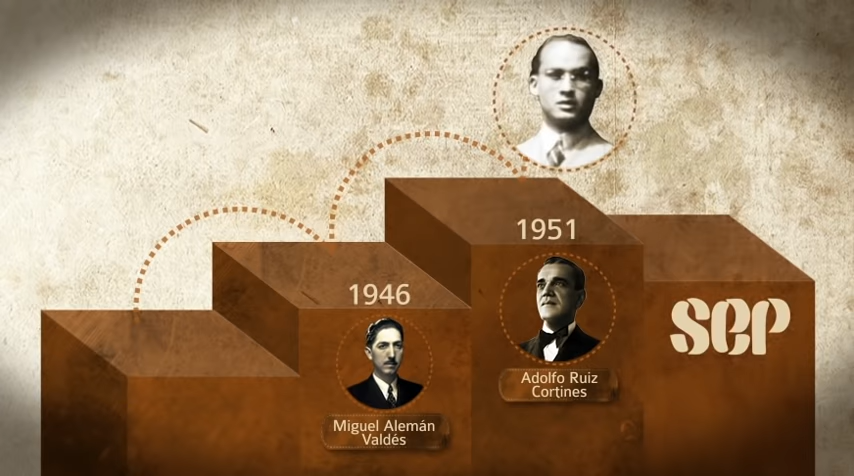 1951
1946
sep
Adolfo Ruiz
Cortines
Miguel Alemán
Valdés